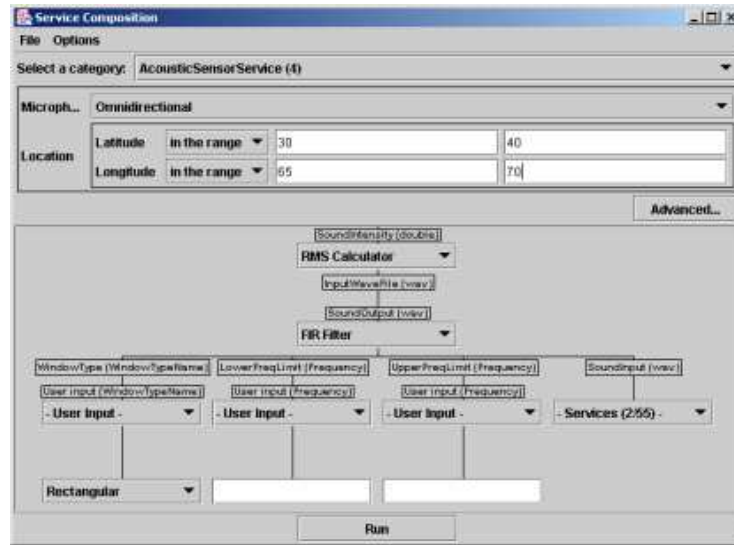 Service Composition
File Options
Select a category: AcousticSensorService (4)
Microph... Omnidirectional
Location
Latitude in the range 30 40
Longitude in the range 65 70
Advanced...
SoundIntensity (double)
RMS Calculator
InputWaveFile (wav)
SoundOutput (wav)
FIR Filter
WindowType (WindowTypeName) LowerFreqLimit (Frequency) UpperFreqLimit (Frequency) SoundInput (wav)
User input (WindowTypeName) User input (Frequency) User input (Frequency)
- User Input - - User Input - - User Input - - Services (2/55) -
Rectangular
Run